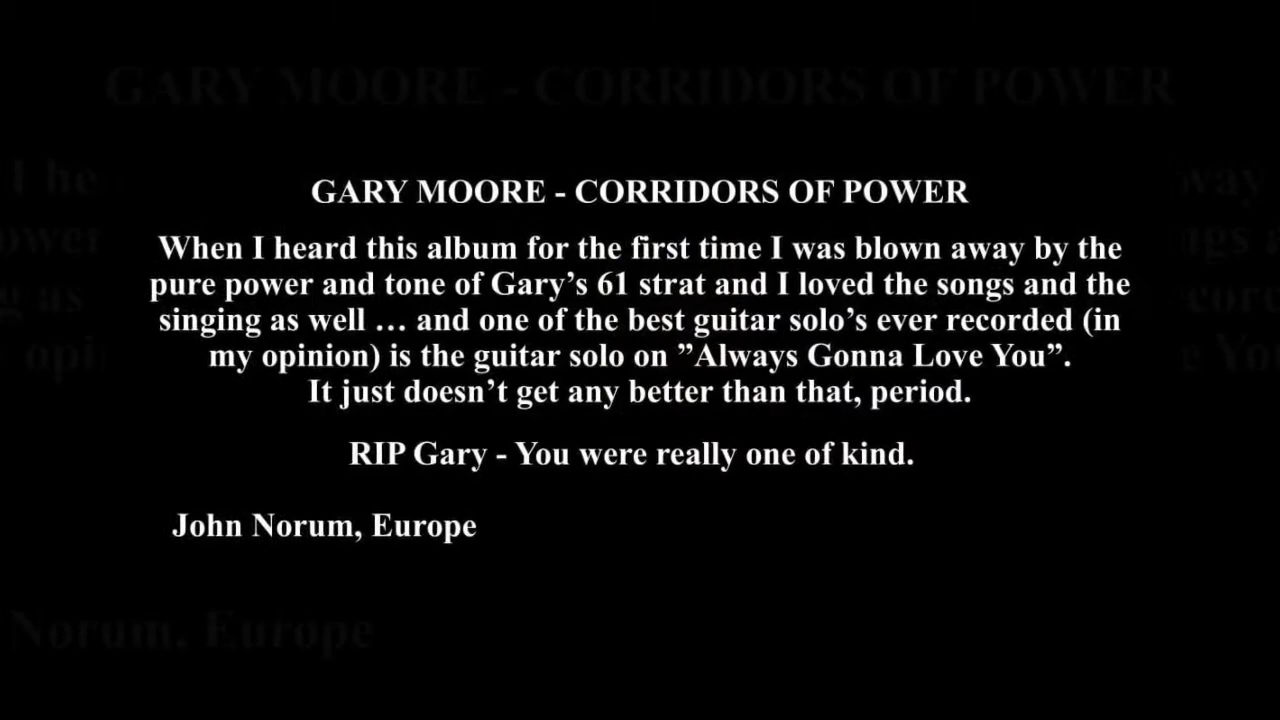 GARY MOORE - CORRIDORS OF POWER
When I heard this album for the first time I was blown away by the
pure power and tone of Gary’s 61 strat and I loved the songs and the
singing as well … and one of the best guitar solo’s ever recorded (in
my opinion) is the guitar solo on ”Always Gonna Love You”.
It just doesn’t get any better than that, period.
RIP Gary - You were really one of kind.
John Norum, Europe